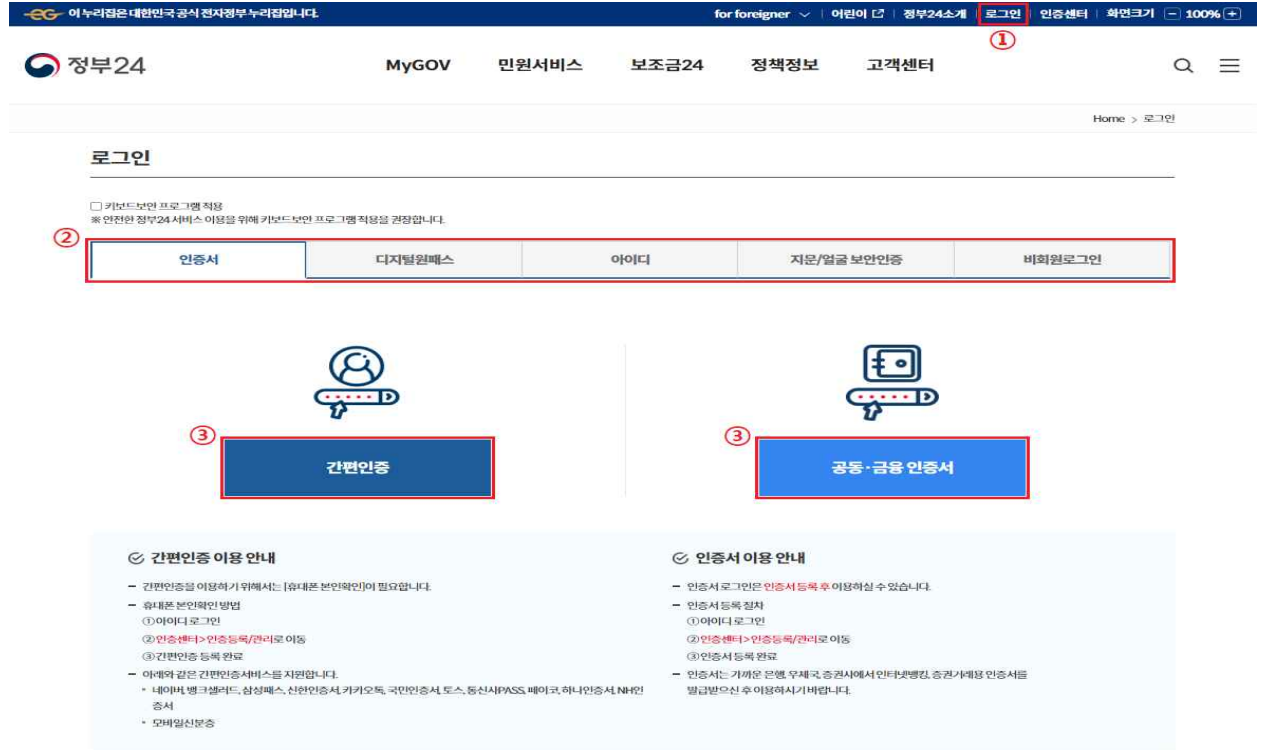 이 누리집은 대한민국 공식 전자정부 누리집입니다.
for foreigner 어린이 정부24소개 로그인 인증센터 화면크기 - 100% +
①
정부24 MyGOV 민원서비스 보조금24 정책정보 고객센터
Home > 로그인
로그인
키보드보안 프로그램 적용
※ 안전한 정부24 서비스 이용을 위해 키보드보안 프로그램 적용을 권장합니다.
②
인증서 디지털원패스 아이디 지문/얼굴 보안인증 비회원로그인
③ 간편인증
③ 공동·금융 인증서
간편인증 이용 안내
- 간편인증을 이용하기 위해서는 [휴대폰 본인확인]이 필요합니다.
- 휴대폰 본인확인 방법
①아이디 로그인
②인증센터>인증등록/관리로 이동
③간편인증 등록 완료
- 아래와 같은 간편인증서비스를 지원합니다.
• 네이버, 뱅크샐러드, 삼성패스, 신한인증서, 카카오톡, 국민인증서, 토스, 통신사PASS, 페이코, 하나인증서, NH인
증서
• 모바일신분증
인증서 이용 안내
- 인증서 로그인은 인증서 등록 후 이용하실 수 있습니다.
- 인증서 등록 절차
①아이디 로그인
②인증센터>인증등록/관리로 이동
③인증서 등록 완료
- 인증서는 가까운 은행, 우체국, 증권사에서 인터넷뱅킹, 증권거래용 인증서를
발급받으신 후 이용하시기 바랍니다.